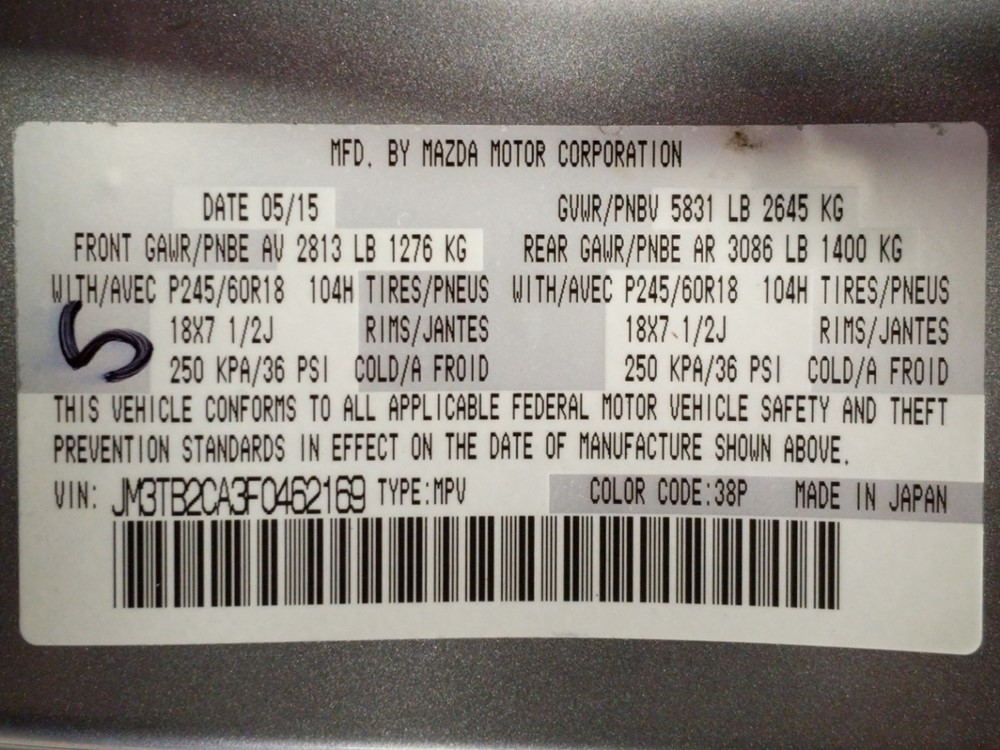 MFD. BY MAZDA MOTOR CORPORATION
DATE 05/15 GVWR/PNBV 5831 LB 2645 KG
FRONT GAWR/PNBE AV 2813 LB 1276 KG REAR GAWR/PNBE AR 3086 LB 1400 KG
WITH/AVEC P245/60R18 104H TIRES/PNEUS WITH/AVEC P245/60R18 104H TIRES/PNEUS
5 18X7 1/2J RIMS/JANTES 18X7 1/2J RIMS/JANTES
250 KPA/36 PSI COLD/A FROID 250 KPA/36 PSI COLD/A FROID
THIS VEHICLE CONFORMS TO ALL APPLICABLE FEDERAL MOTOR VEHICLE SAFETY AND THEFT
PREVENTION STANDARDS IN EFFECT ON THE DATE OF MANUFACTURE SHOWN ABOVE.
VIN: JM3TB2CA3F0462169 TYPE:MPV COLOR CODE:38P MADE IN JAPAN